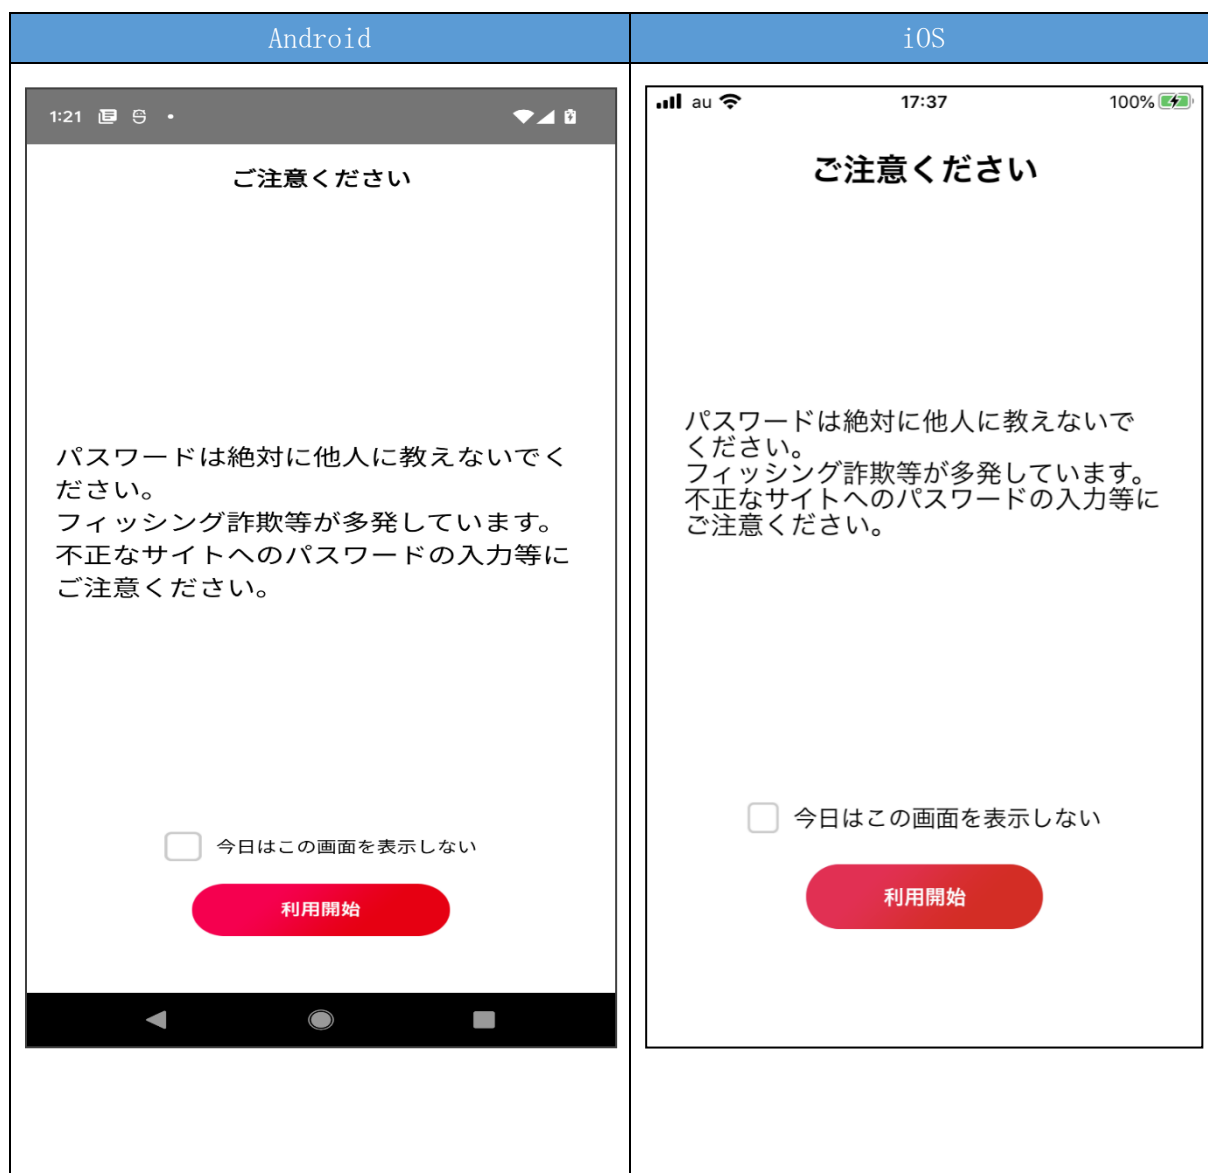 Android
iOS
1:21
ご注意ください
パスワードは絶対に他人に教えないでく
ださい。
フィッシング詐欺等が多発しています。
不正なサイトへのパスワードの入力等に
ご注意ください。
今日はこの画面を表示しない
利用開始
au
17:37
100%
ご注意ください
パスワードは絶対に他人に教えないで
ください。
フィッシング詐欺等が多発しています。
不正なサイトへのパスワードの入力等に
ご注意ください。
今日はこの画面を表示しない
利用開始